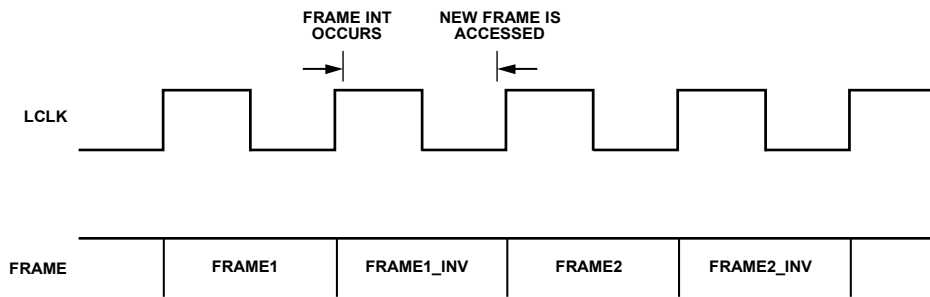 FRAME INT
OCCURS
NEW FRAME IS
ACCESSED
LCLK
FRAME
FRAME1
FRAME1_INV
FRAME2
FRAME2_INV